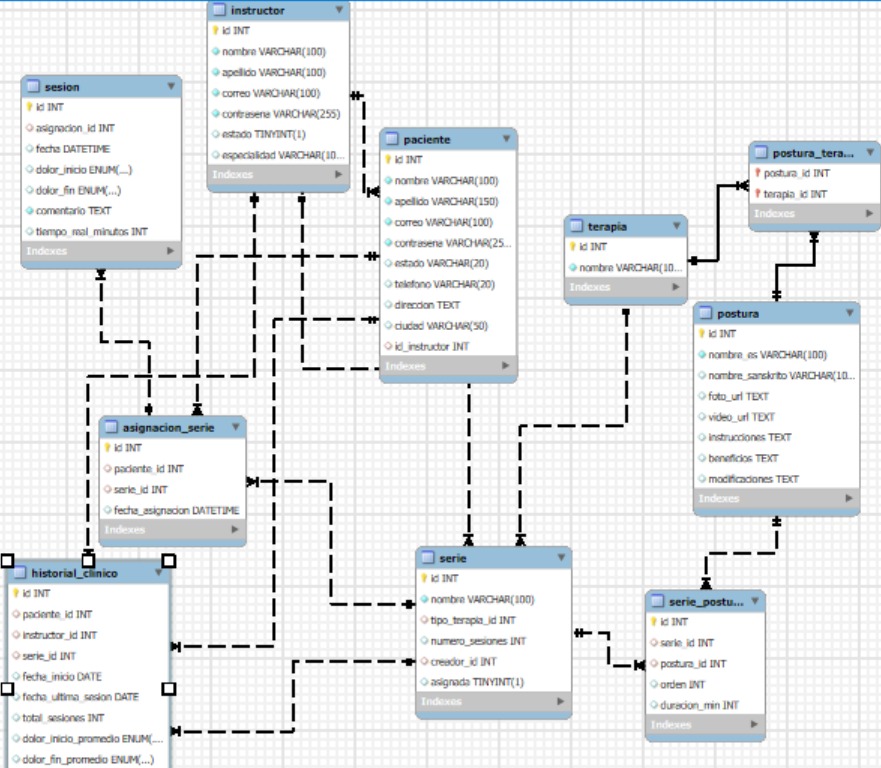 instructor
id INT
nombre VARCHAR(100)
apellido VARCHAR(100)
correo VARCHAR(100)
contrasena VARCHAR(255)
estado TINYINT(1)
especialidad VARCHAR(10...
Indexes
sesion
id INT
asignacion_id INT
fecha DATETIME
dolor_inicio ENUM(...)
dolor_fin ENUM(...)
comentario TEXT
tiempo_real_minutos INT
Indexes
paciente
id INT
nombre VARCHAR(100)
apellido VARCHAR(150)
correo VARCHAR(100)
contrasena VARCHAR(25...
estado VARCHAR(20)
telefono VARCHAR(20)
direccion TEXT
ciudad VARCHAR(50)
id_instructor INT
Indexes
postura_tera...
postura_id INT
terapia_id INT
Indexes
terapia
id INT
nombre VARCHAR(10...
Indexes
postura
id INT
nombre_es VARCHAR(100)
nombre_sanskrito VARCHAR(10...
foto_url TEXT
video_url TEXT
instrucciones TEXT
beneficios TEXT
modificaciones TEXT
Indexes
asignacion_serie
id INT
paciente_id INT
serie_id INT
fecha_asignacion DATETIME
Indexes
historial_clinico
id INT
paciente_id INT
instructor_id INT
serie_id INT
fecha_inicio DATE
fecha_ultima_sesion DATE
total_sesiones INT
dolor_inicio_promedio ENUM(...
dolor_fin_promedio ENUM(...)
serie
id INT
nombre VARCHAR(100)
tipo_terapia_id INT
numero_sesiones INT
creador_id INT
asignada TINYINT(1)
Indexes
serie_postu...
id INT
serie_id INT
postura_id INT
orden INT
duracion_min INT
Indexes